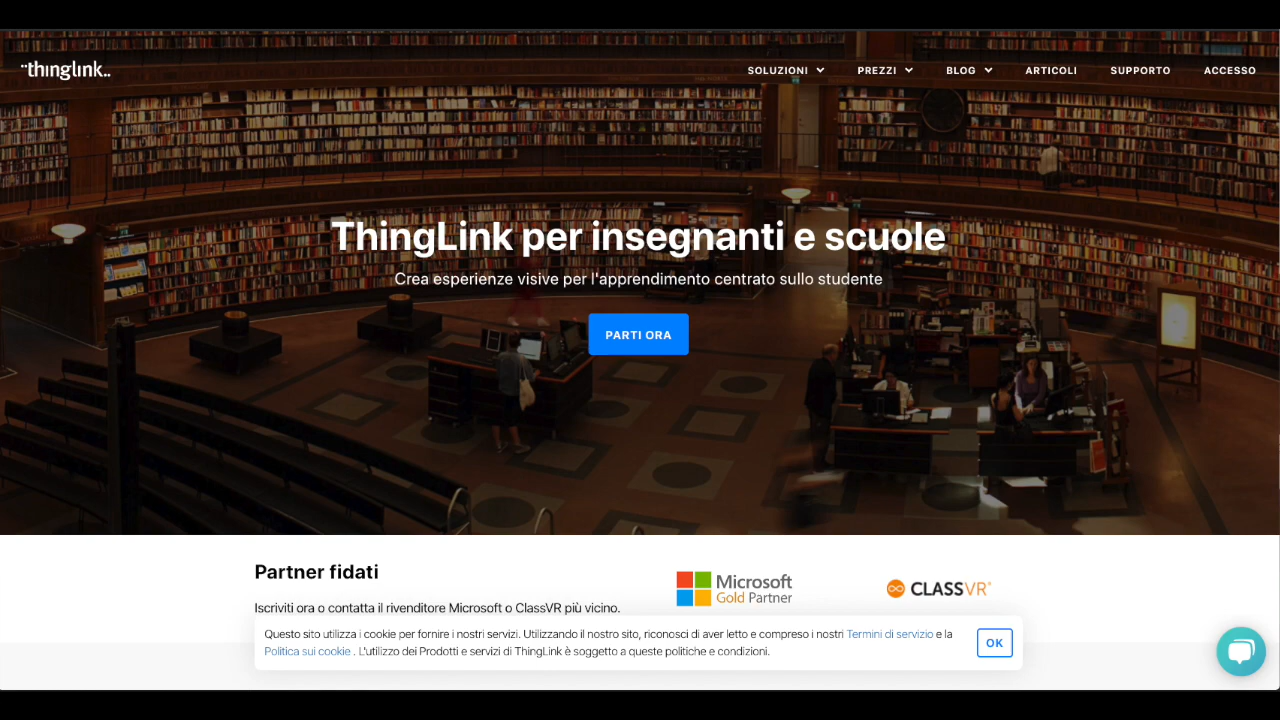 thinglink..
SOLUZIONI PREZZI BLOG ARTICOLI SUPPORTO ACCESSO
ThingLink per insegnanti e scuole
Crea esperienze visive per l'apprendimento centrato sullo studente
PARTI ORA
Partner fidati
Iscriviti ora o contatta il rivenditore Microsoft o ClassVR più vicino.
Microsoft
Gold Partner
CLASSVR
Questo sito utilizza i cookie per fornire i nostri servizi. Utilizzando il nostro sito, riconosci di aver letto e compreso i nostri Termini di servizio e la
Politica sui cookie . L'utilizzo dei Prodotti e servizi di ThingLink è soggetto a queste politiche e condizioni.
OK